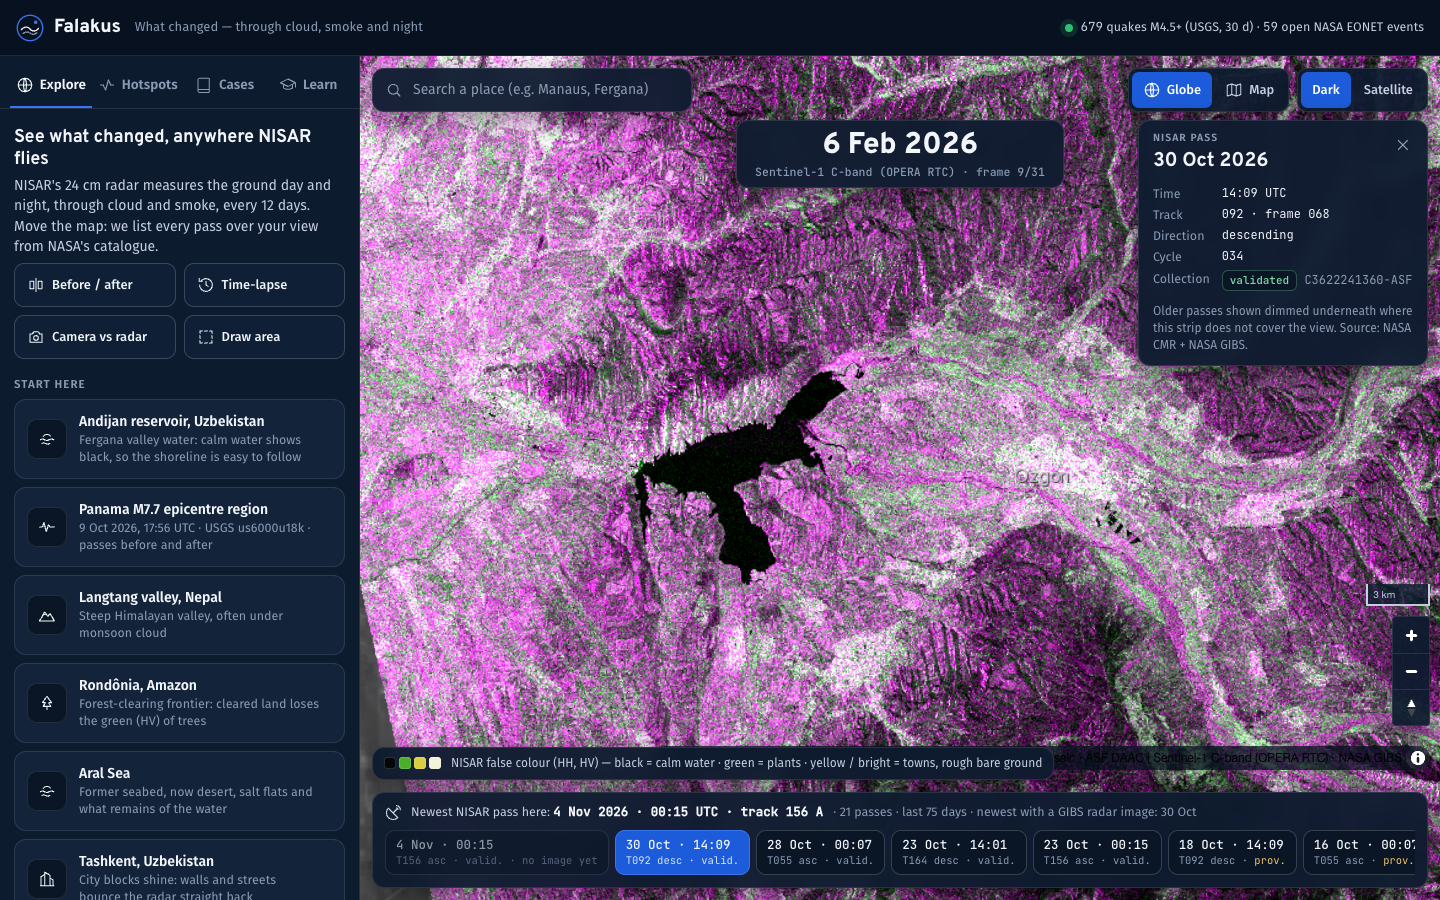 Falakus
What changed — through cloud, smoke and night
679 quakes M4.5+ (USGS, 30 d) · 59 open NASA EONET events
Explore
Hotspots
Cases
Learn
See what changed, anywhere NISAR
flies
NISAR's 24 cm radar measures the ground day and
night, through cloud and smoke, every 12 days.
Move the map: we list every pass over your view
from NASA's catalogue.
Before / after
Time-lapse
Camera vs radar
Draw area
START HERE
Andijan reservoir, Uzbekistan
Fergana valley water: calm water shows
black, so the shoreline is easy to follow
Panama M7.7 epicentre region
9 Oct 2026, 17:56 UTC · USGS us6000u18k ·
passes before and after
Langtang valley, Nepal
Steep Himalayan valley, often under
monsoon cloud
Rondônia, Amazon
Forest-clearing frontier: cleared land loses
the green (HV) of trees
Aral Sea
Former seabed, now desert, salt flats and
what remains of the water
Tashkent, Uzbekistan
City blocks shine: walls and streets
bounce the radar straight back
Search a place (e.g. Manaus, Fergana)
Globe
Map
Dark
Satellite
6 Feb 2026
Sentinel-1 C-band (OPERA RTC) · frame 9/31
NISAR PASS
30 Oct 2026
Time 14:09 UTC
Track 092 · frame 068
Direction descending
Cycle 034
Collection validated C3622241360-ASF
Older passes shown dimmed underneath where
this strip does not cover the view. Source: NASA
CMR + NASA GIBS.
Ozgon
3 km
NISAR false colour (HH, HV) — black = calm water · green = plants · yellow / bright = towns, rough bare ground
ASF DAAC | Sentinel-1 C-band (OPERA RTC) · NASA GIBS
Newest NISAR pass here: 4 Nov 2026 · 00:15 UTC · track 156 A · 21 passes · last 75 days · newest with a GIBS radar image: 30 Oct
4 Nov · 00:15
T156 asc · valid. · no image yet
30 Oct · 14:09
T092 desc · valid.
28 Oct · 00:07
T055 asc · valid.
23 Oct · 14:01
T164 desc · valid.
23 Oct · 00:15
T156 asc · valid.
18 Oct · 14:09
T092 desc · prov.
16 Oct · 00:07
T055 asc · prov.